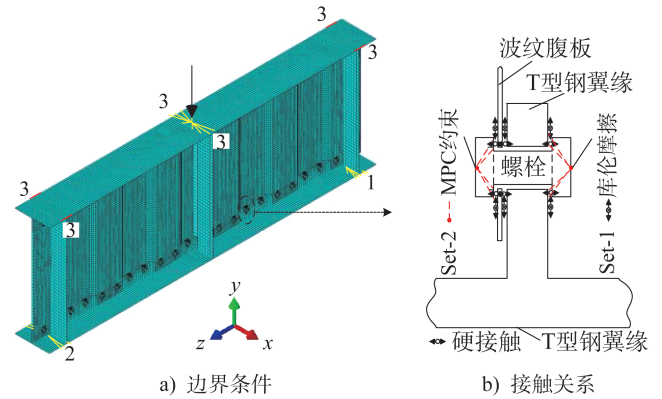 3
3
3
3
3
3
1
2
y
z
x
a) 边界条件
波纹腹板
T型钢翼缘
螺栓
Set-2 MPC约束
Set-1 库伦摩擦
硬接触
T型钢翼缘
b) 接触关系